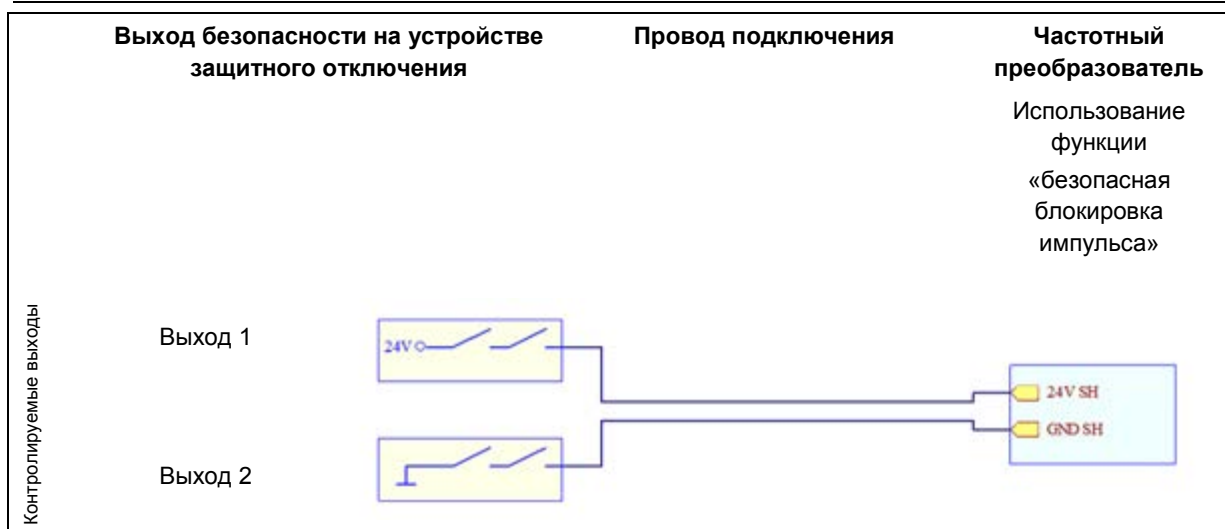 Выход безопасности на устройстве
защитного отключения
Провод подключения
Частотный
преобразователь
Использование
функции
«безопасная
блокировка
импульса»
Контролируемые выходы
Выход 1
24V
24V SH
GND SH
Выход 2